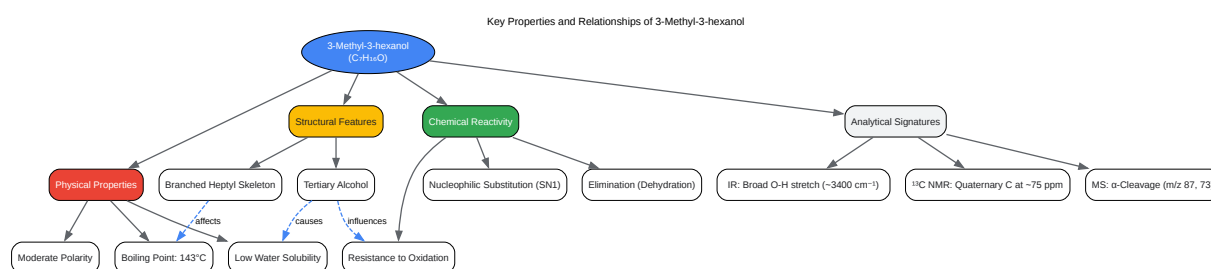 Key Properties and Relationships of 3-Methyl-3-hexanol
3-Methyl-3-hexanol
(C₇H₁₆O)
Structural Features
Chemical Reactivity
Analytical Signatures
Physical Properties
Branched Heptyl Skeleton
Tertiary Alcohol
Nucleophilic Substitution (SN1)
Elimination (Dehydration)
IR: Broad O-H stretch (~3400 cm⁻¹)
¹³C NMR: Quaternary C at ~75 ppm
MS: α-Cleavage (m/z 87, 73
affects
causes
influences
Moderate Polarity
Boiling Point: 143°C
Low Water Solubility
Resistance to Oxidation